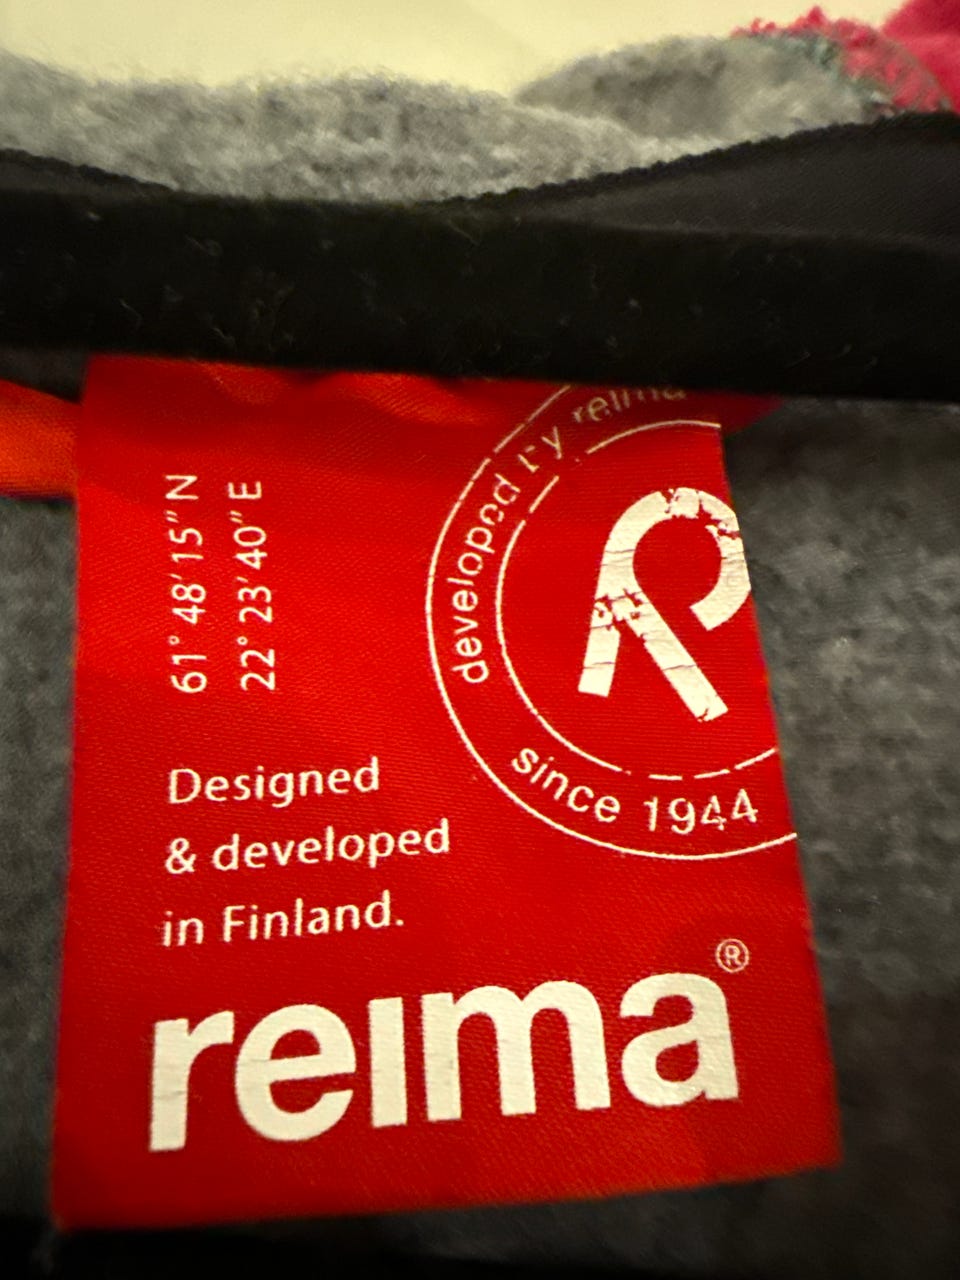 61° 48' 15" N
22° 23' 40" E
developed by reima
since 1944
Designed
& developed
in Finland.
reima®